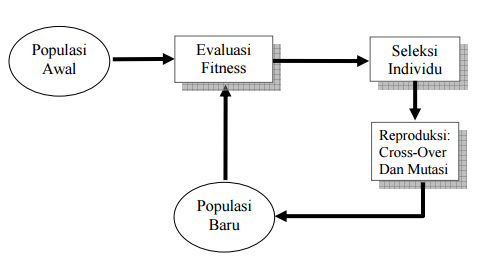 Populasi
Awal
Evaluasi
Fitness
Seleksi
Individu
Reproduksi:
Cross-Over
Dan Mutasi
Populasi
Baru